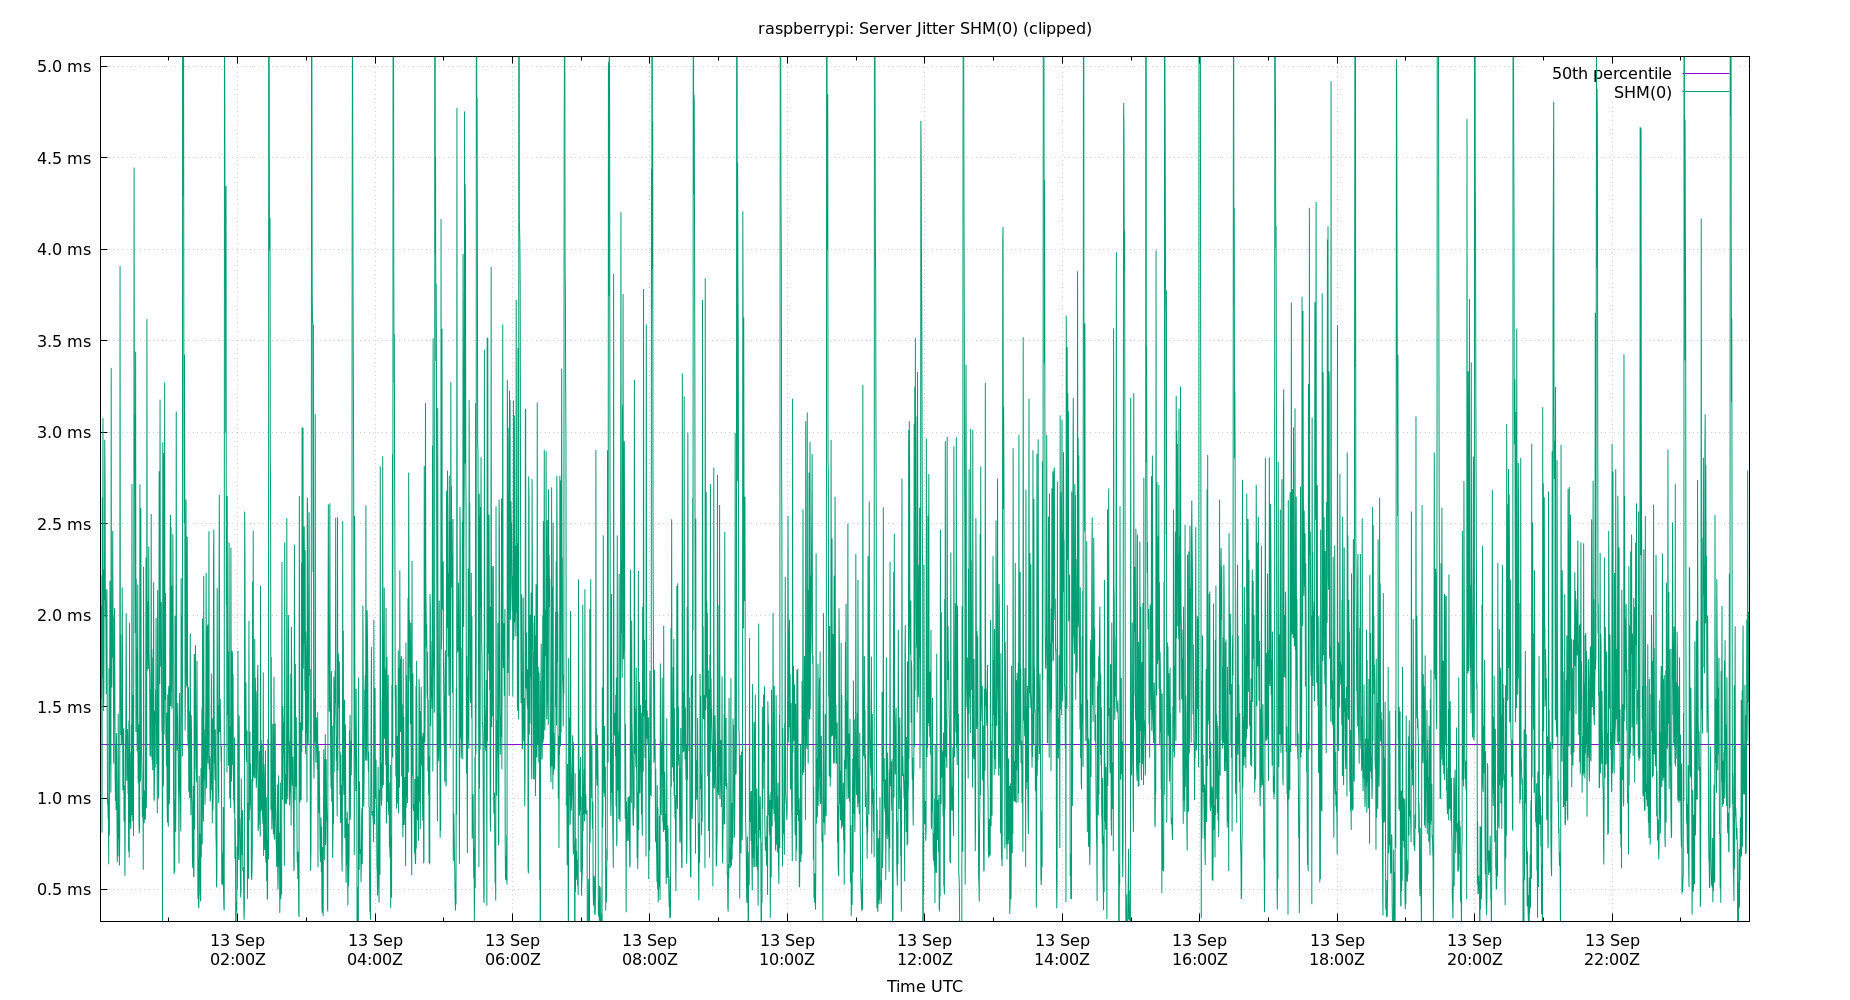 raspberrypi: Server Jitter SHM(0) (clipped)
50th percentile
SHM(0)
5.0 ms
4.5 ms
4.0 ms
3.5 ms
3.0 ms
2.5 ms
2.0 ms
1.5 ms
1.0 ms
0.5 ms
13 Sep 13 Sep 13 Sep 13 Sep 13 Sep 13 Sep 13 Sep 13 Sep 13 Sep 13 Sep 13 Sep
02:00Z 04:00Z 06:00Z 08:00Z 10:00Z 12:00Z 14:00Z 16:00Z 18:00Z 20:00Z 22:00Z
Time UTC